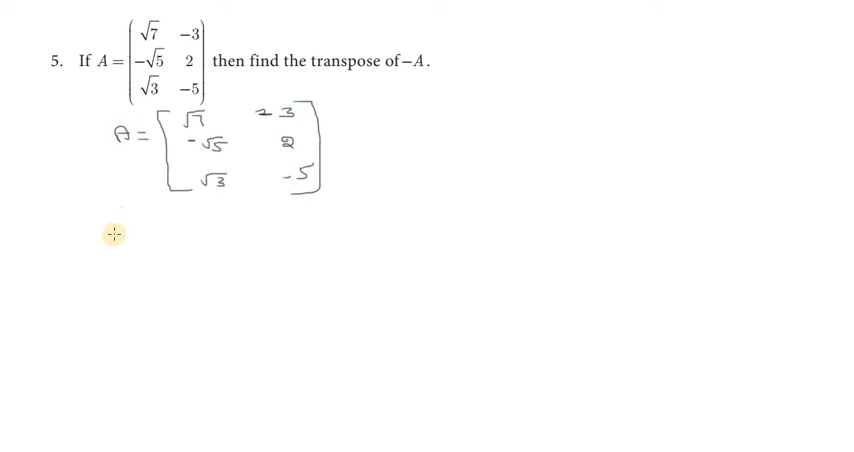 5. If A = ( √7 −3
−√5 2
√3 −5 ) then find the transpose of −A.
A = [ √7 −3
−√5 2
√3 −5 ]